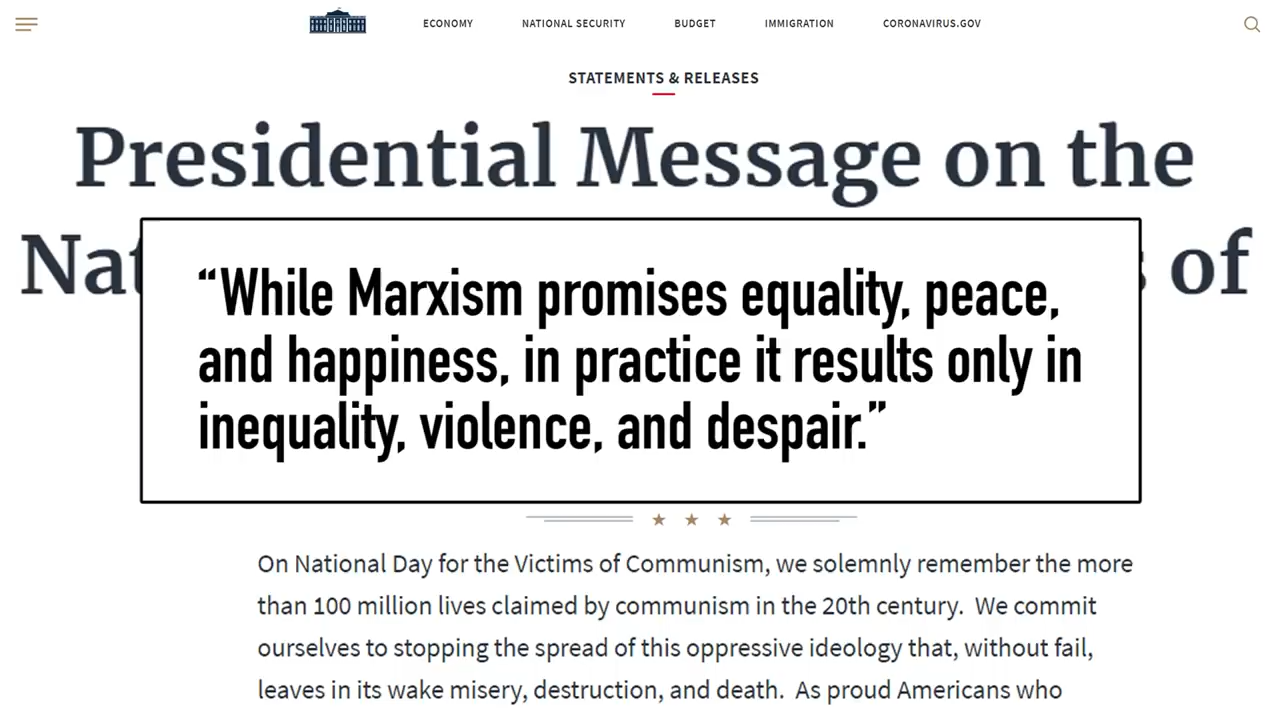 ECONOMY NATIONAL SECURITY BUDGET IMMIGRATION CORONAVIRUS.GOV
STATEMENTS & RELEASES
Presidential Message on the
of
“While Marxism promises equality, peace,
and happiness, in practice it results only in
inequality, violence, and despair.”
On National Day for the Victims of Communism, we solemnly remember the more
than 100 million lives claimed by communism in the 20th century. We commit
ourselves to stopping the spread of this oppressive ideology that, without fail,
leaves in its wake misery, destruction, and death. As proud Americans who